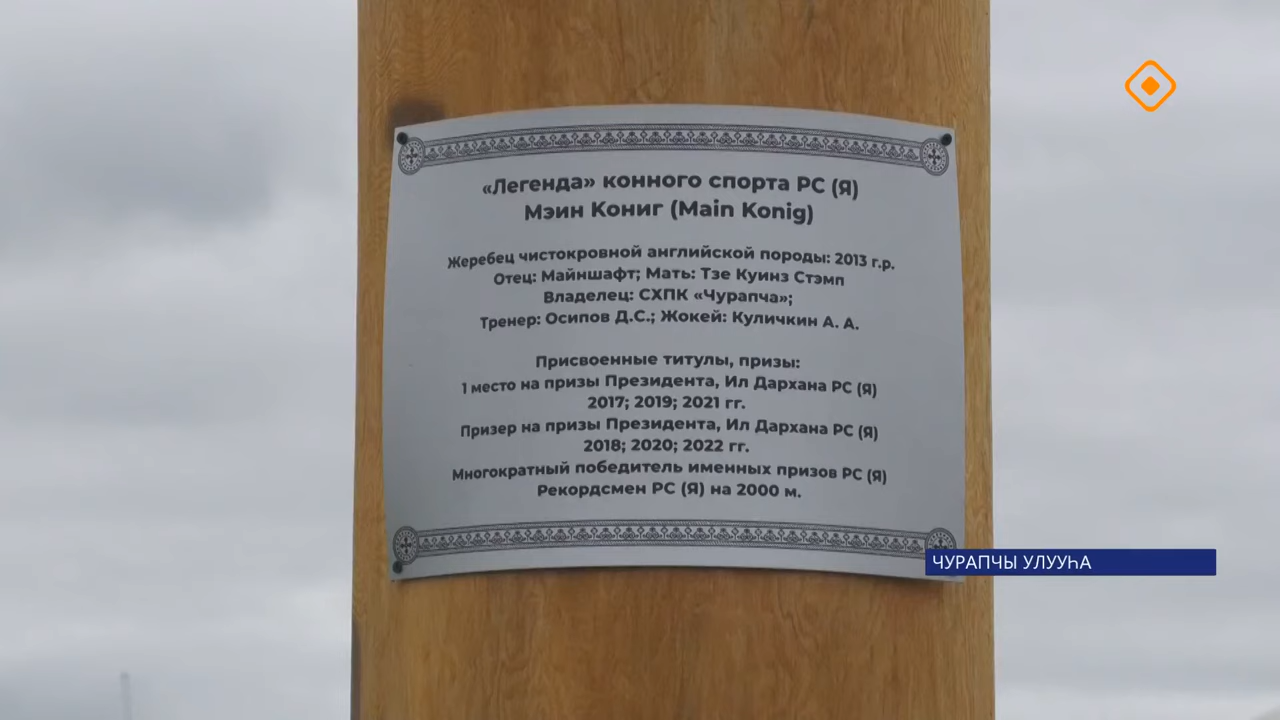 «Легенда» конного спорта РС (Я)
Мэин Кониг (Main Konig)
Жеребец чистокровной английской породы: 2013 г.р.
Отец: Майншафт; Мать: Тзе Куинз Стэмп
Владелец: СХПК «Чурапча»;
Тренер: Осипов Д.С.; Жокей: Куличкин А. А.
Присвоенные титулы, призы:
1 место на призы Президента, Ил Дархана РС (Я)
2017; 2019; 2021 гг.
Призер на призы Президента, Ил Дархана РС (Я)
2018; 2020; 2022 гг.
Многократный победитель именных призов РС (Я)
Рекордсмен РС (Я) на 2000 м.
ЧУРАПЧЫ УЛУУҺА